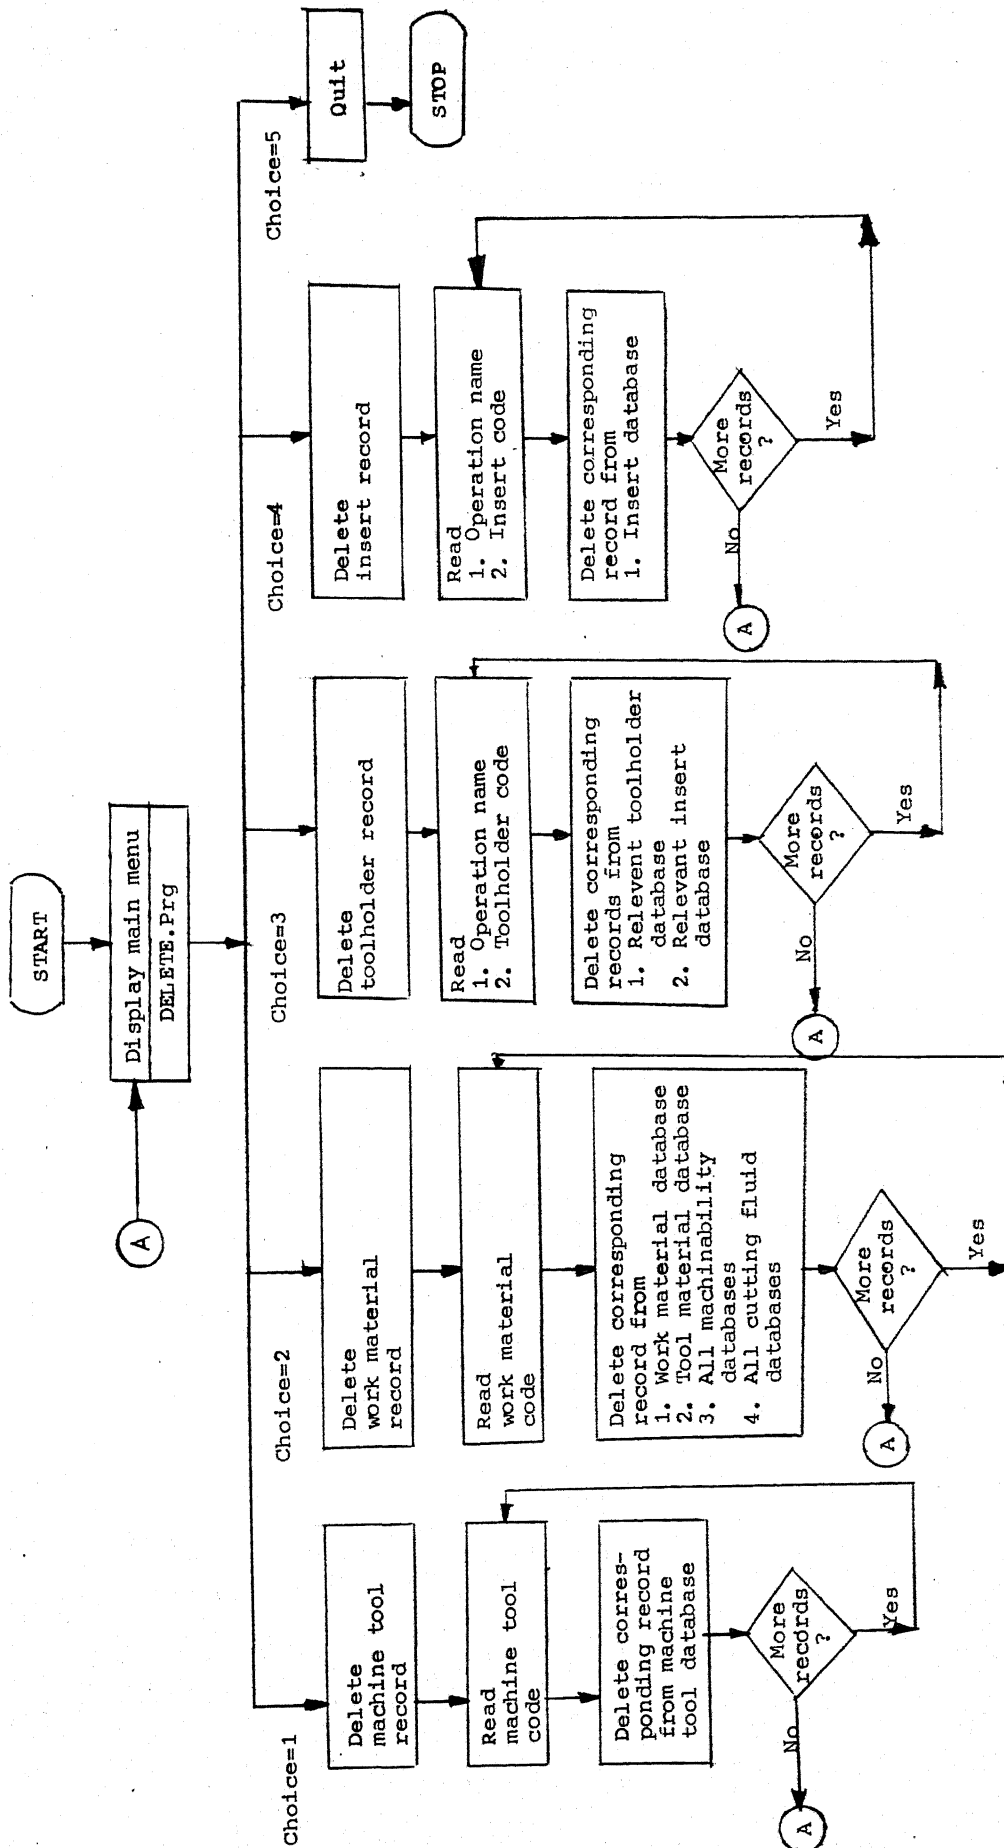 START
A
Display main menu
DELETE.Prg
Choice=1
Delete
machine tool
record
Read
machine tool
code
Delete corres-
ponding record
from machine
tool database
More
records
?
No
A
Yes
Choice=2
Delete
work material
record
Read
work material
code
Delete corresponding
record from
1. Work material database
2. Tool material database
3. All machinability
databases
4. All cutting fluid
databases
More
records
?
No
A
Yes
Choice=3
Delete
toolholder record
Read
1. Operation name
2. Toolholder code
Delete corresponding
records from
1. Relevent toolholder
database
2. Relevant insert
database
More
records
?
No
A
Yes
Choice=4
Delete
insert record
Read
1. Operation name
2. Insert code
Delete corresponding
record from
1. Insert database
More
records
?
No
A
Yes
Choice=5
Quit
STOP